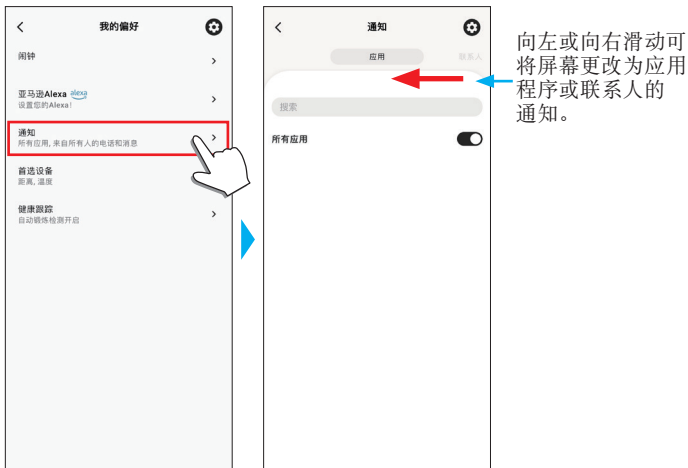 我的偏好
闹钟
亚马逊Alexa alexa
设置您的Alexa!
通知
所有应用, 来自所有人的电话和消息
首选设备
距离, 温度
健康跟踪
自动锻炼检测开启
通知
应用
联系人
搜索
所有应用
向左或向右滑动可
将屏幕更改为应用
程序或联系人的
通知。